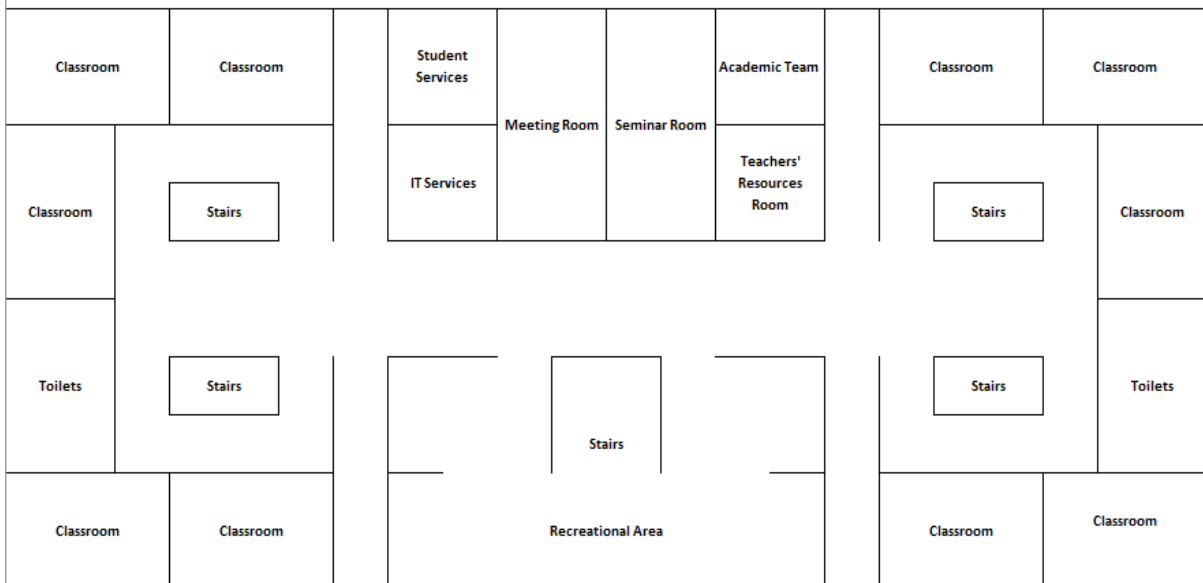 Classroom
Classroom
Student
Services
Academic Team
Classroom
Classroom
Meeting Room
Seminar Room
IT Services
Teachers'
Resources
Room
Classroom
Stairs
Stairs
Classroom
Toilets
Stairs
Stairs
Toilets
Stairs
Classroom
Classroom
Recreational Area
Classroom
Classroom